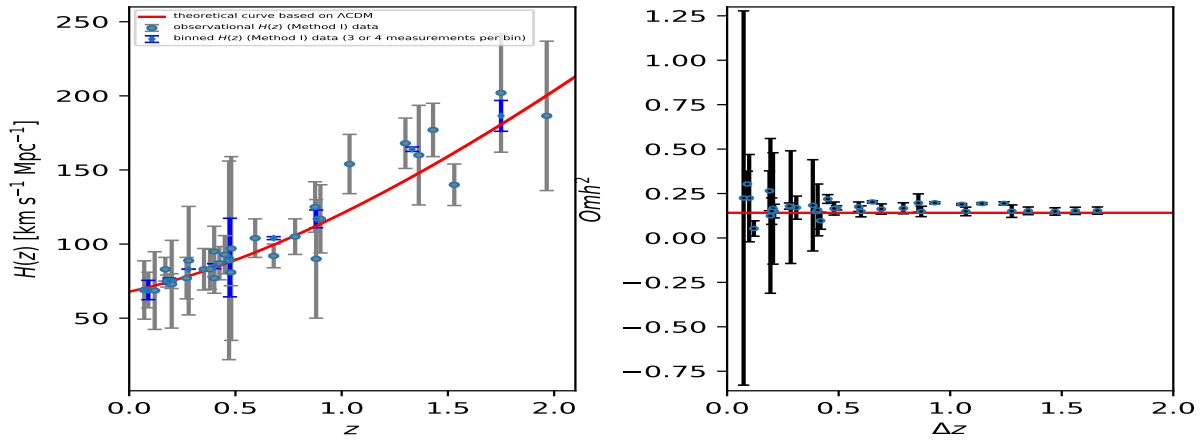 theoretical curve based on ΛCDM
observational H(z) (Method I) data
binned H(z) (Method I) data (3 or 4 measurements per bin)
H(z) [km s⁻¹ Mpc⁻¹]
250
200
150
100
50
0.0 0.5 1.0 1.5 2.0
z
Omh²
1.25
1.00
0.75
0.50
0.25
0.00
−0.25
−0.50
−0.75
0.0 0.5 1.0 1.5 2.0
Δz